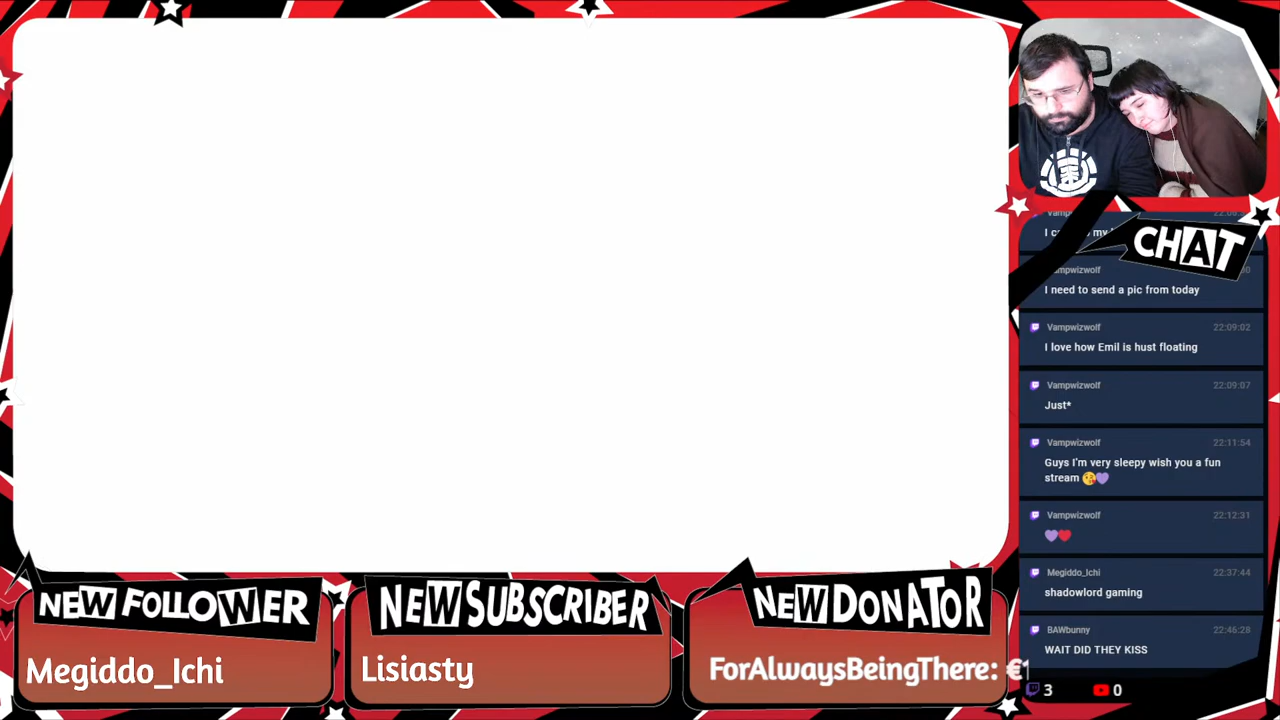 CHAT
Vampwizwolf 22:09:02
I need to send a pic from today
Vampwizwolf 22:09:02
I love how Emil is hust floating
Vampwizwolf 22:09:07
Just*
Vampwizwolf 22:11:54
Guys I'm very sleepy wish you a fun
stream 😘💜
Vampwizwolf 22:12:31
💜❤️
Megiddo_Ichi 22:37:44
shadowlord gaming
BAWbunny 22:46:28
WAIT DID THEY KISS
3 0
NEW FOLLOWER
Megiddo_Ichi
NEW SUBSCRIBER
Lisiasty
NEW DONATOR
ForAlwaysBeingThere: